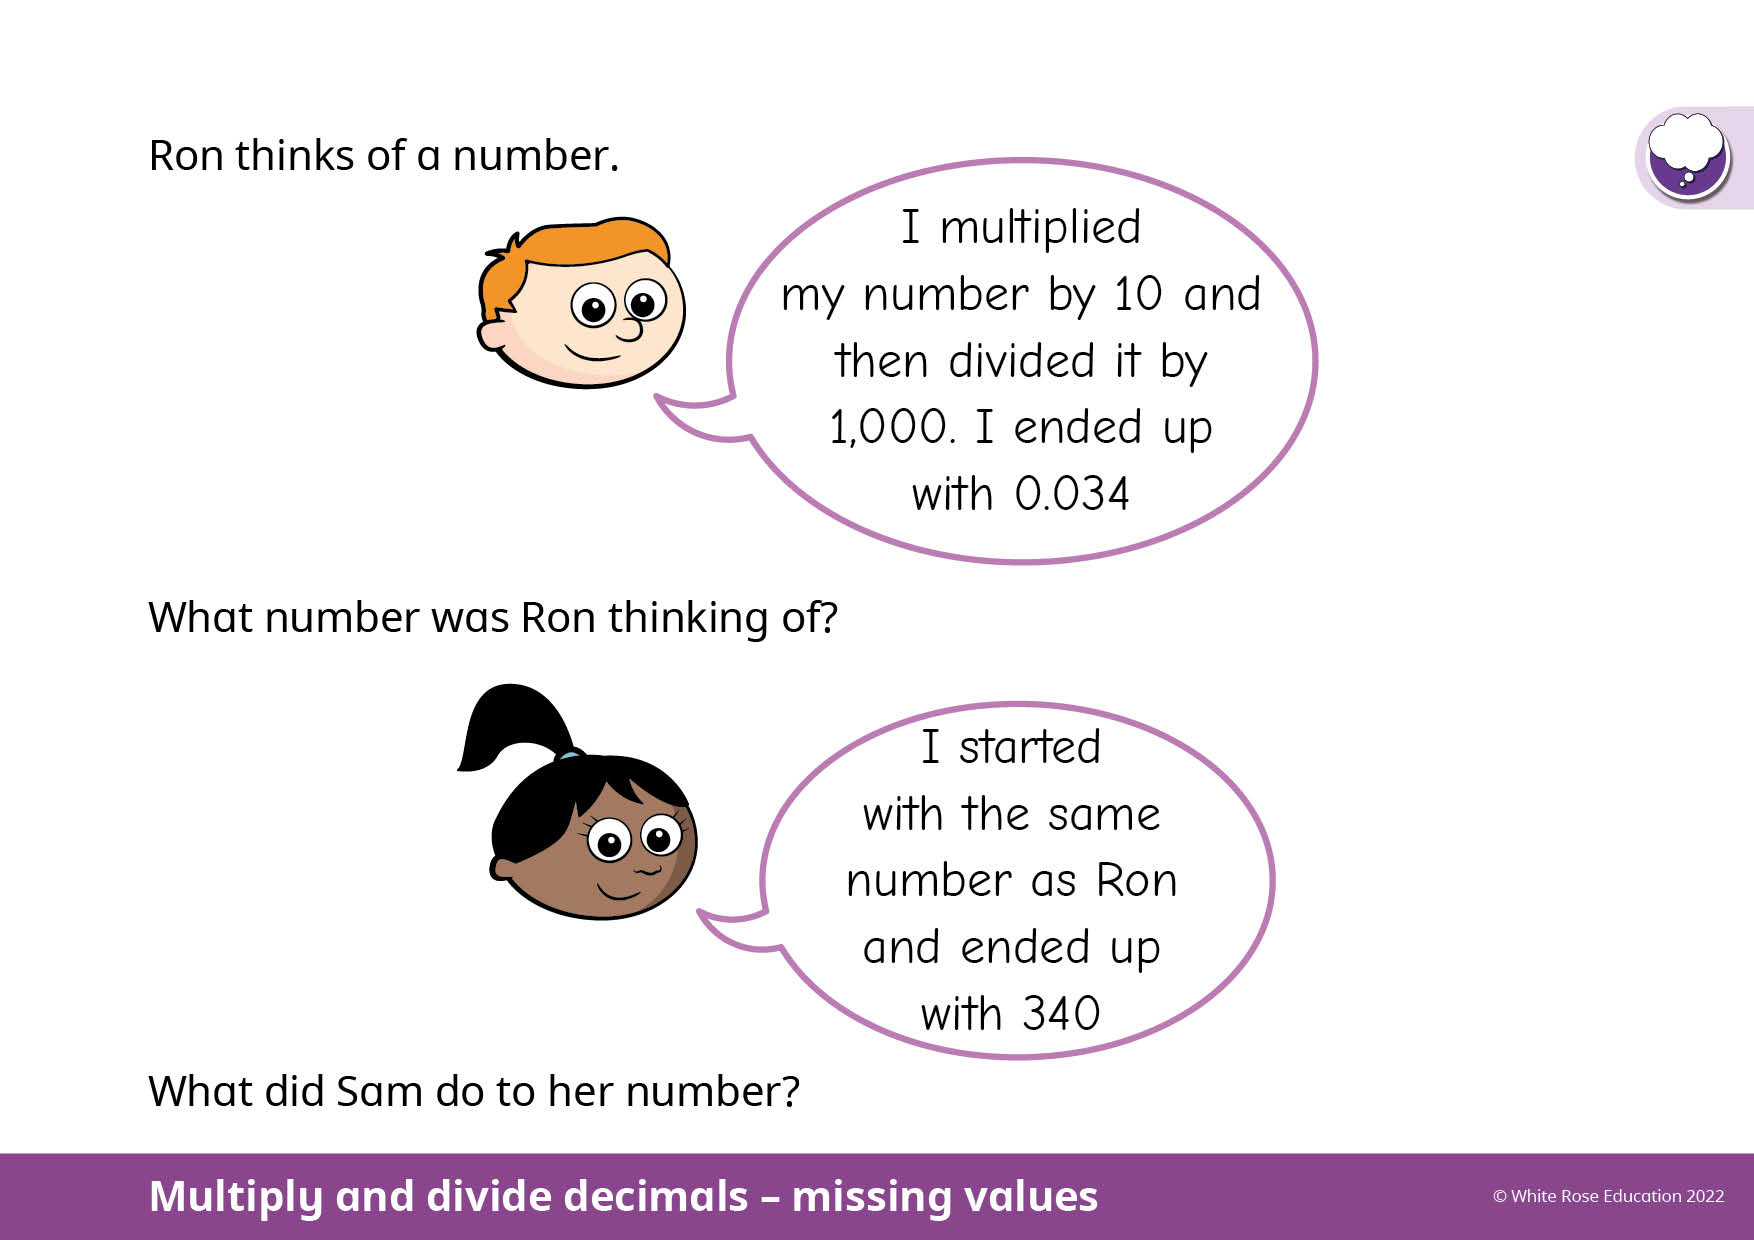 Ron thinks of a number.
I multiplied
my number by 10 and
then divided it by
1,000. I ended up
with 0.034
What number was Ron thinking of?
I started
with the same
number as Ron
and ended up
with 340
What did Sam do to her number?
Multiply and divide decimals – missing values
© White Rose Education 2022